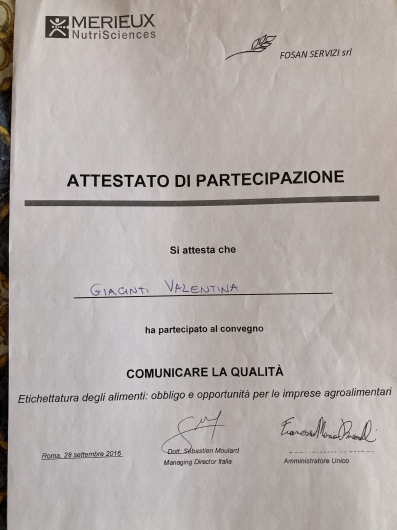 MERIEUX
NutriSciences
FOSAN SERVIZI srl
ATTESTATO DI PARTECIPAZIONE
Si attesta che
GIACINTI VALENTINA
ha partecipato al convegno
COMUNICARE LA QUALITÀ
Etichettatura degli alimenti: obbligo e opportunità per le imprese agroalimentari
Roma, 28 settembre 2016
Dott. Sébastien Moulard
Managing Director Italia
Amministratore Unico